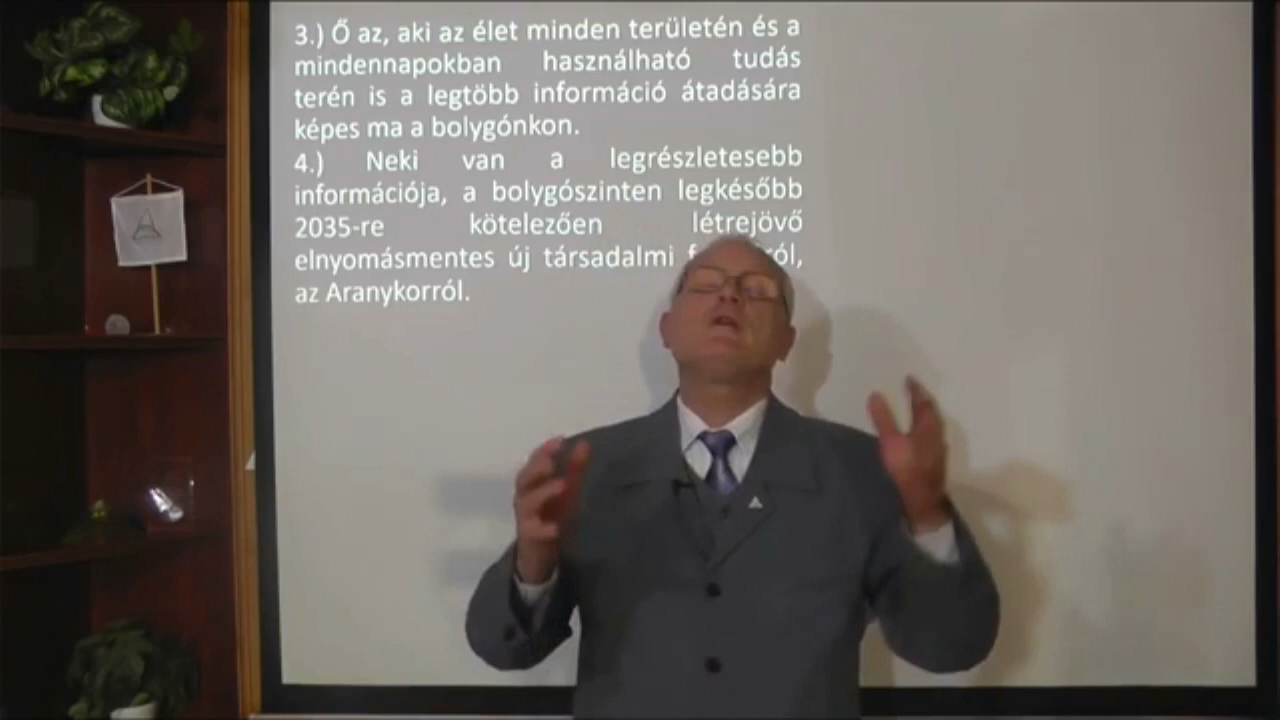 3.) Ő az, aki az élet minden területén és a
mindennapokban használható tudás
terén is a legtöbb információ átadására
képes ma a bolygónkon.
4.) Neki van a legrészletesebb
információja, a bolygószinten legkésőbb
2035-re kötelezően létrejövő
elnyomásmentes új társadalmi
az Aranykorról.